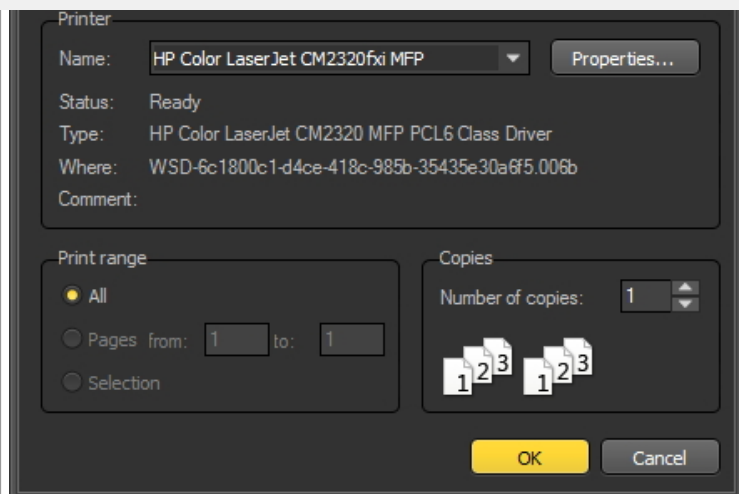 Printer
Name: HP Color LaserJet CM2320fxi MFP Properties...
Status: Ready
Type: HP Color LaserJet CM2320 MFP PCL6 Class Driver
Where: WSD-6c1800c1-d4ce-418c-985b-35435e30a6f5.006b
Comment:
Print range
All
Pages from: 1 to: 1
Selection
Copies
Number of copies: 1
1 2 3 1 2 3
OK Cancel